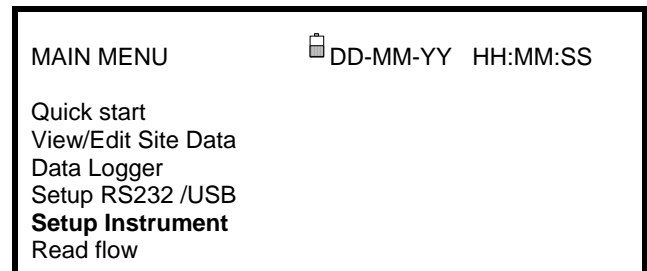 MAIN MENU DD-MM-YY HH:MM:SS
Quick start
View/Edit Site Data
Data Logger
Setup RS232 /USB
Setup Instrument
Read flow